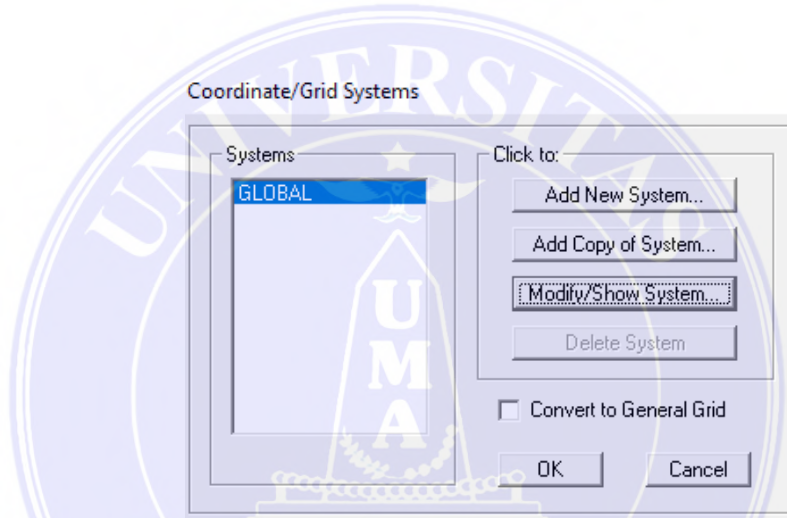 UNIVERSITAS
Coordinate/Grid Systems
Systems
GLOBAL
Click to:
Add New System...
Add Copy of System...
Modify/Show System...
Delete System
Convert to General Grid
OK
Cancel
UMA